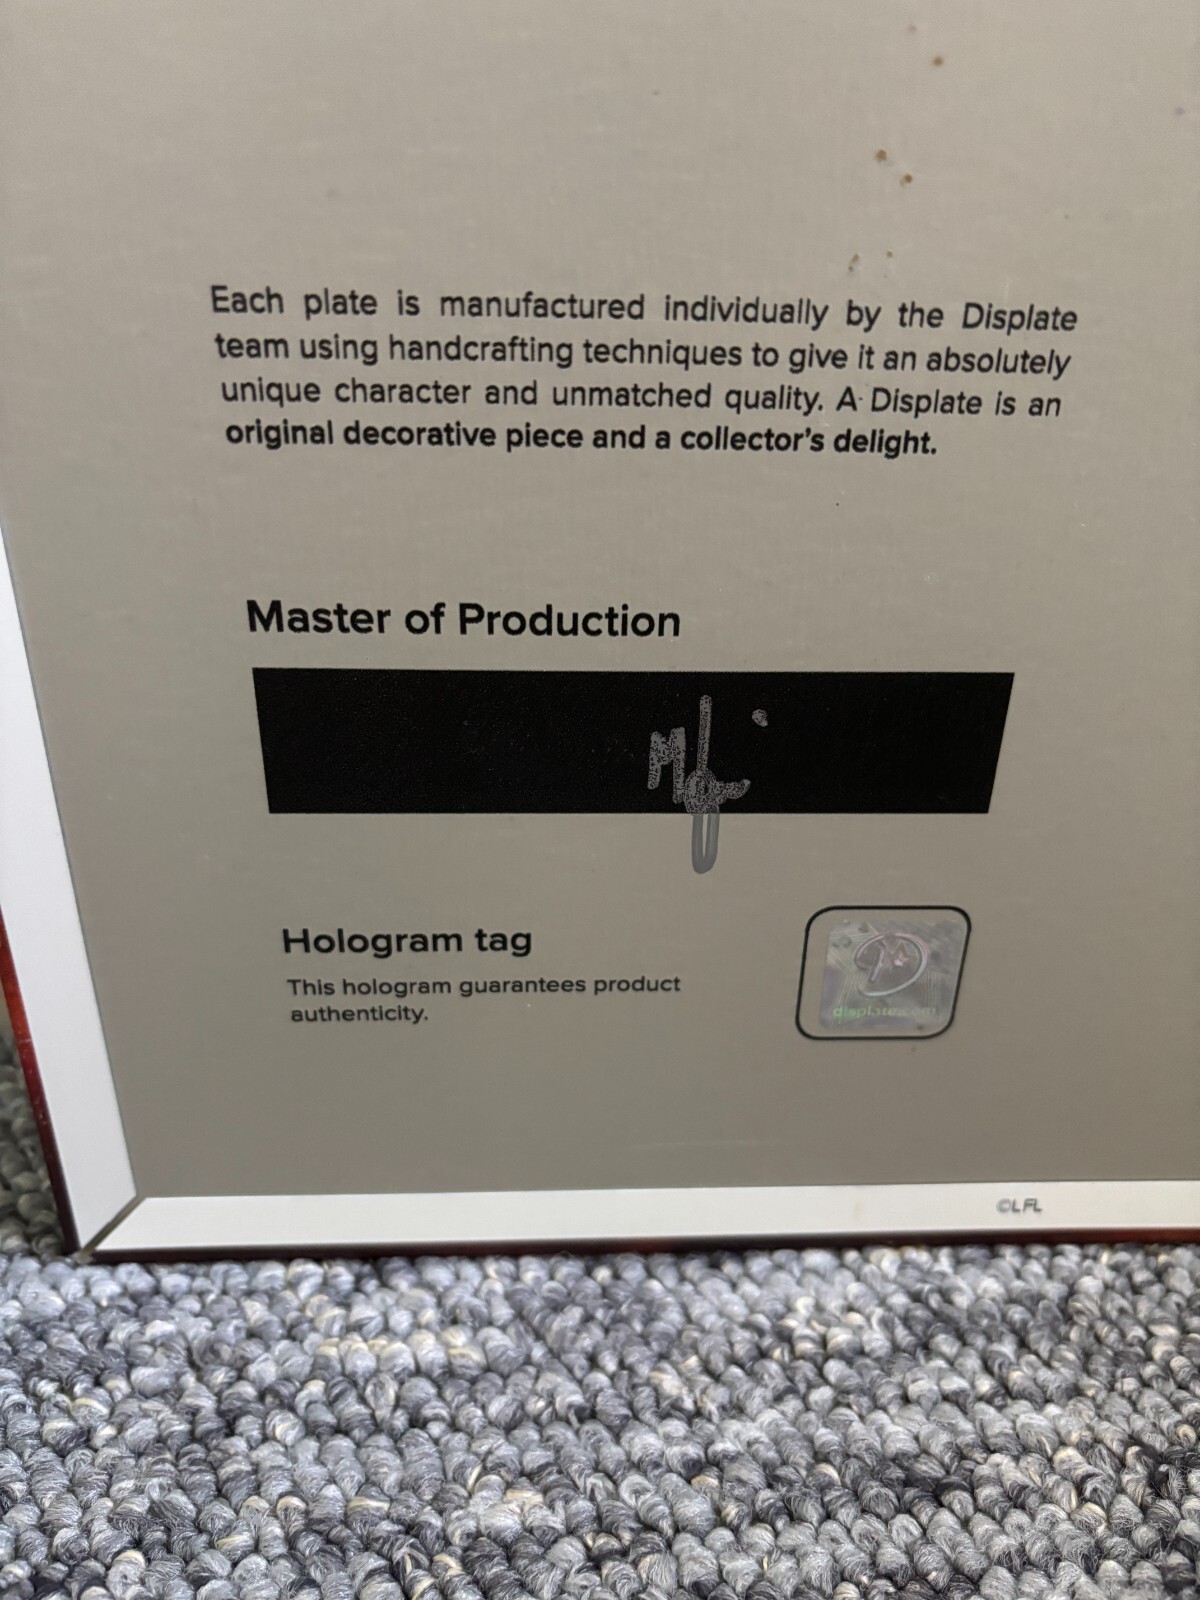 Each plate is manufactured individually by the Displate
team using handcrafting techniques to give it an absolutely
unique character and unmatched quality. A Displate is an
original decorative piece and a collector's delight.
Master of Production
Hologram tag
This hologram guarantees product
authenticity.
displate.com
©LFL